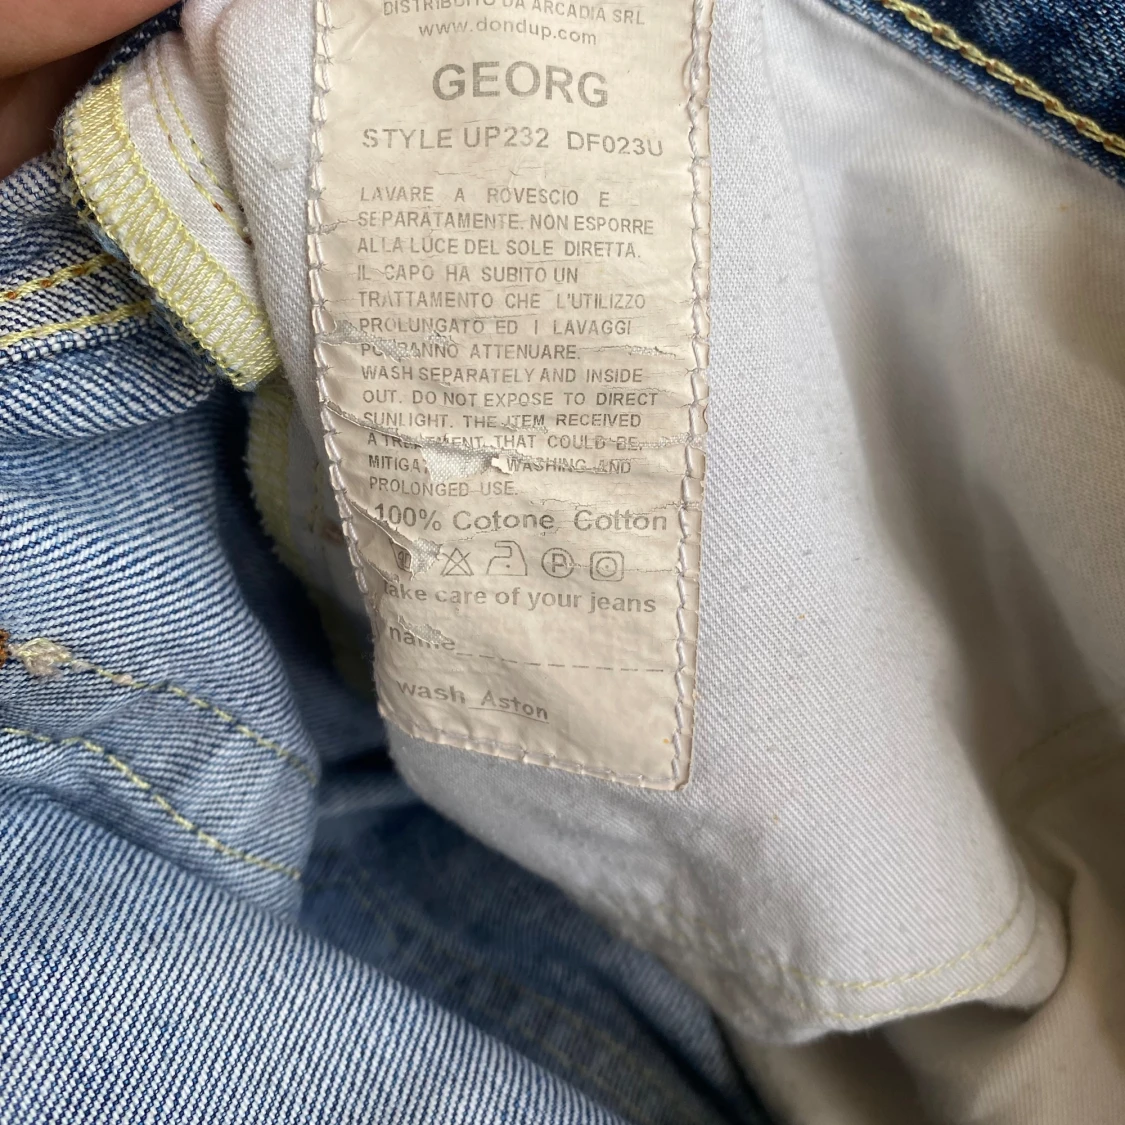 DISTRIBUITO DA ARCADIA SRL
www.dondup.com
GEORG
STYLE UP232 DF023U
LAVARE A ROVESCIO E
SEPARATAMENTE. NON ESPORRE
ALLA LUCE DEL SOLE DIRETTA.
IL CAPO HA SUBITO UN
TRATTAMENTO CHE L'UTILIZZO
PROLUNGATO ED I LAVAGGI
ATTENUARE.
WASH SEPARATELY AND INSIDE
OUT. DO NOT EXPOSE TO DIRECT
SUNLIGHT. THE ITEM RECEIVED
A TREATMENT THAT COULD BE
WASHING AND
PROLONGED USE.
100% Cotone Cotton
P
Take care of your jeans
name
wash Aston